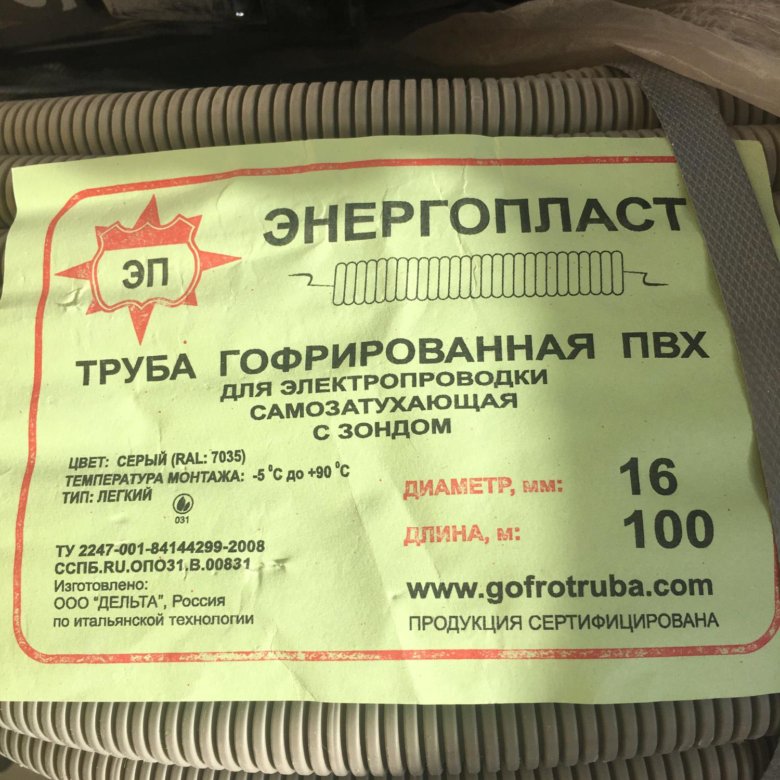 ЭНЕРГОПЛАСТ
ЭП
ТРУБА ГОФРИРОВАННАЯ ПВХ
ДЛЯ ЭЛЕКТРОПРОВОДКИ
САМОЗАТУХАЮЩАЯ
С ЗОНДОМ
ЦВЕТ: СЕРЫЙ (RAL: 7035)
ТЕМПЕРАТУРА МОНТАЖА: -5 °C до +90 °C
ТИП: ЛЕГКИЙ
031
ДИАМЕТР, мм: 16
ДЛИНА, м: 100
ТУ 2247-001-84144299-2008
ССПБ.RU.ОПО31.В.00831
Изготовлено:
ООО "ДЕЛЬТА", Россия
по итальянской технологии
www.gofrotruba.com
ПРОДУКЦИЯ СЕРТИФИЦИРОВАНА